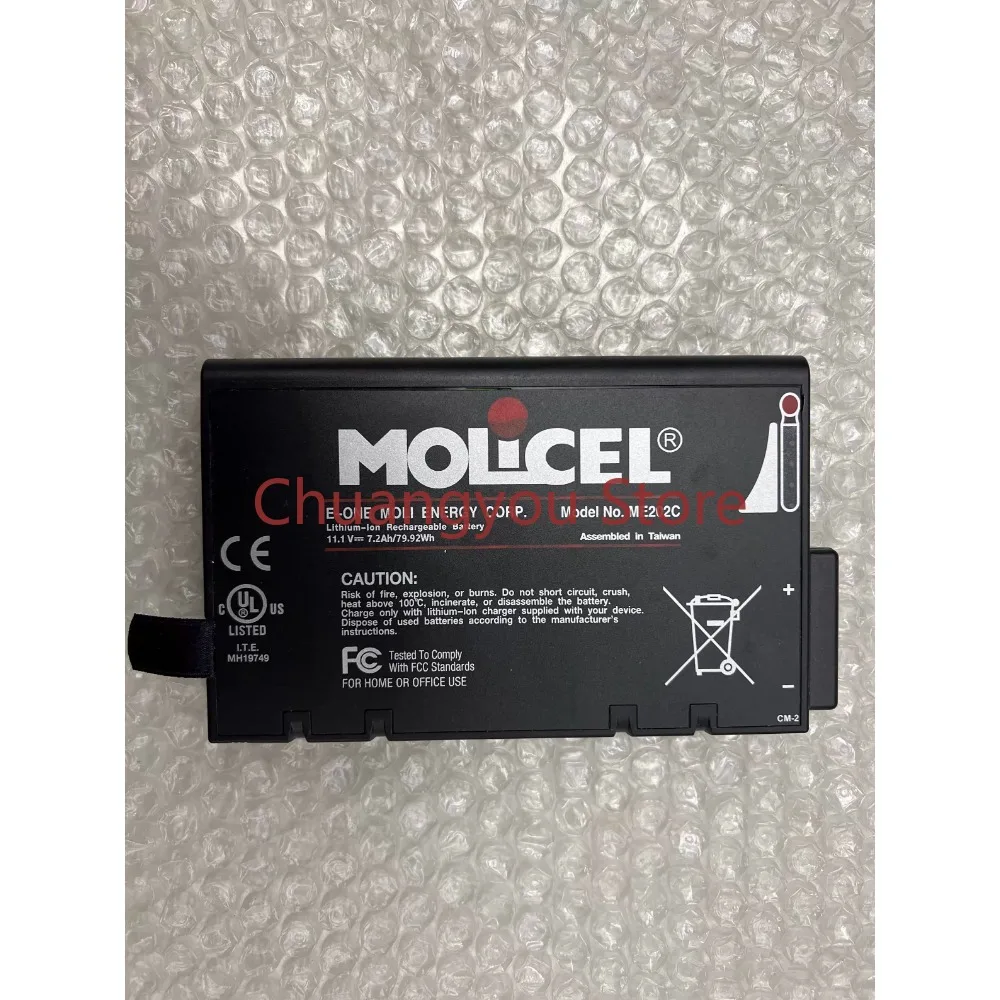 MOLiCEL®
Chuangyou Store
E-ONE MOLI ENERGY CORP. Model No.:ME202C
Lithium-Ion Rechargeable Battery
11.1 V⎓ 7.2Ah/79.92Wh Assembled in Taiwan
CE
CAUTION:
Risk of fire, explosion, or burns. Do not short circuit, crush,
heat above 100°C, incinerate, or disassemble the battery.
Charge only with lithium-Ion charger supplied with your device.
Dispose of used batteries according to the manufacturer's
instructions.
C UL® US
LISTED
I.T.E.
MH19749
FC Tested To Comply
With FCC Standards
FOR HOME OR OFFICE USE
+
–
CM-2